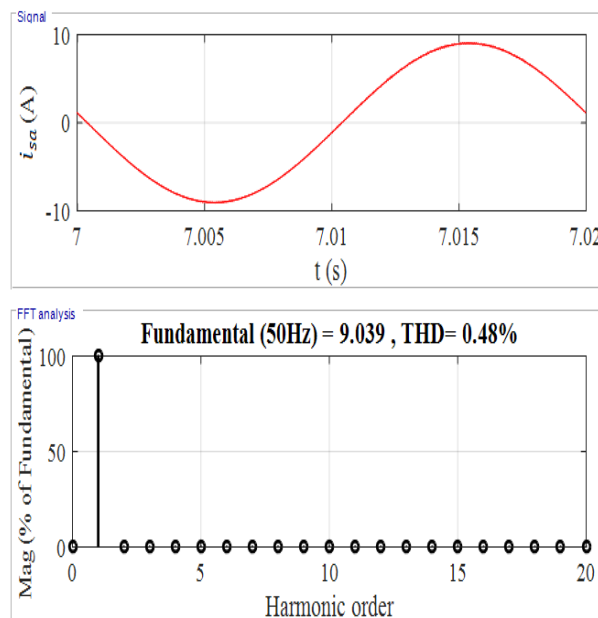 Signal
10
0
-10
i_sa (A)
7
7.005
7.01
7.015
7.02
t (s)
FFT analysis
Fundamental (50Hz) = 9.039 , THD= 0.48%
100
50
0
Mag (% of Fundamental)
0
5
10
15
20
Harmonic order